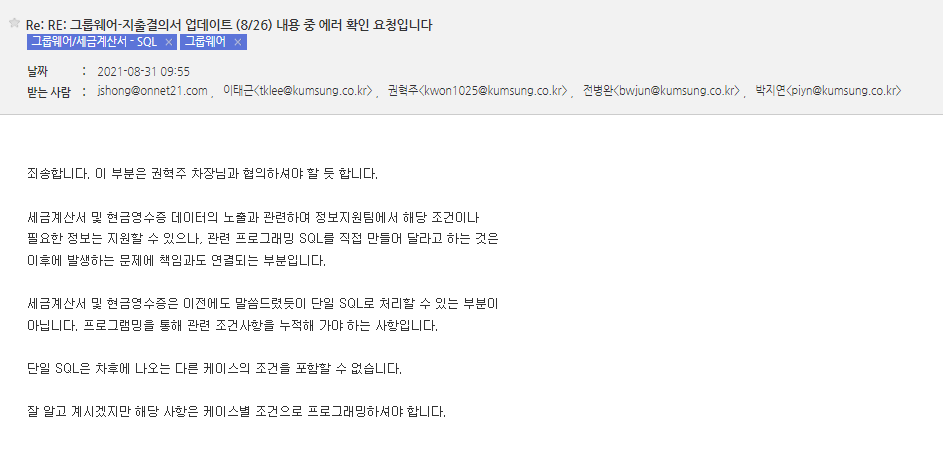 Re: RE: 그룹웨어-지출결의서 업데이트 (8/26) 내용 중 에러 확인 요청입니다
그룹웨어/세금계산서 - SQL × 그룹웨어 ×
날짜 : 2021-08-31 09:55
받는 사람 : jshong@onnet21.com , 이태근<tklee@kumsung.co.kr> , 권혁주<kwon1025@kumsung.co.kr> , 전병완<bwjun@kumsung.co.kr> , 박지연<piyn@kumsung.co.kr>
죄송합니다. 이 부분은 권혁주 차장님과 협의하셔야 할 듯 합니다.
세금계산서 및 현금영수증 데이터의 노출과 관련하여 정보지원팀에서 해당 조건이나
필요한 정보는 지원할 수 있으나, 관련 프로그래밍 SQL를 직접 만들어 달라고 하는 것은
이후에 발생하는 문제에 책임과도 연결되는 부분입니다.
세금계산서 및 현금영수증은 이전에도 말씀드렸듯이 단일 SQL로 처리할 수 있는 부분이
아닙니다. 프로그램밍을 통해 관련 조건사항을 누적해 가야 하는 사항입니다.
단일 SQL은 차후에 나오는 다른 케이스의 조건을 포함할 수 없습니다.
잘 알고 계시겠지만 해당 사항은 케이스별 조건으로 프로그래밍하셔야 합니다.